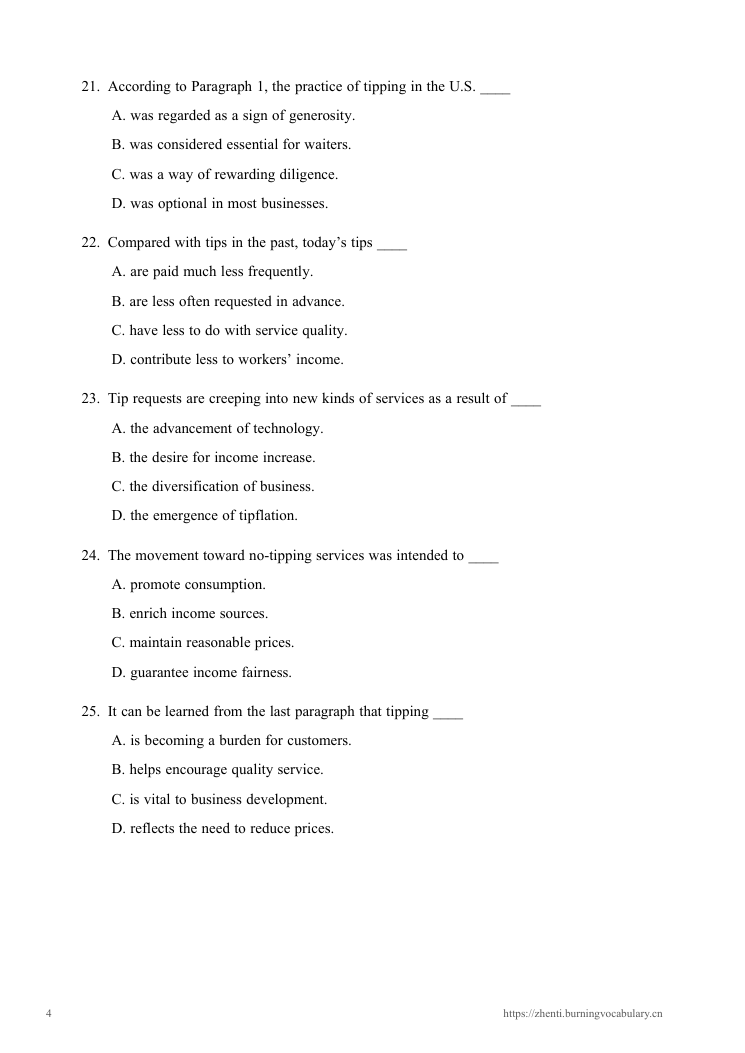 21. According to Paragraph 1, the practice of tipping in the U.S. ____
A. was regarded as a sign of generosity.
B. was considered essential for waiters.
C. was a way of rewarding diligence.
D. was optional in most businesses.
22. Compared with tips in the past, today’s tips ____
A. are paid much less frequently.
B. are less often requested in advance.
C. have less to do with service quality.
D. contribute less to workers’ income.
23. Tip requests are creeping into new kinds of services as a result of ____
A. the advancement of technology.
B. the desire for income increase.
C. the diversification of business.
D. the emergence of tipflation.
24. The movement toward no-tipping services was intended to ____
A. promote consumption.
B. enrich income sources.
C. maintain reasonable prices.
D. guarantee income fairness.
25. It can be learned from the last paragraph that tipping ____
A. is becoming a burden for customers.
B. helps encourage quality service.
C. is vital to business development.
D. reflects the need to reduce prices.
4 https://zhenti.burningvocabulary.cn